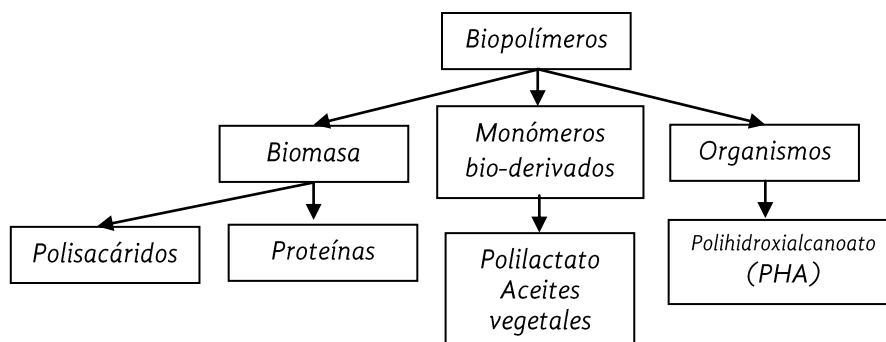 Biopolímeros
Biomasa
Monómeros
bio-derivados
Organismos
Polisacáridos
Proteínas
Polilactato
Aceites
vegetales
Polihidroxialcanoato
(PHA)